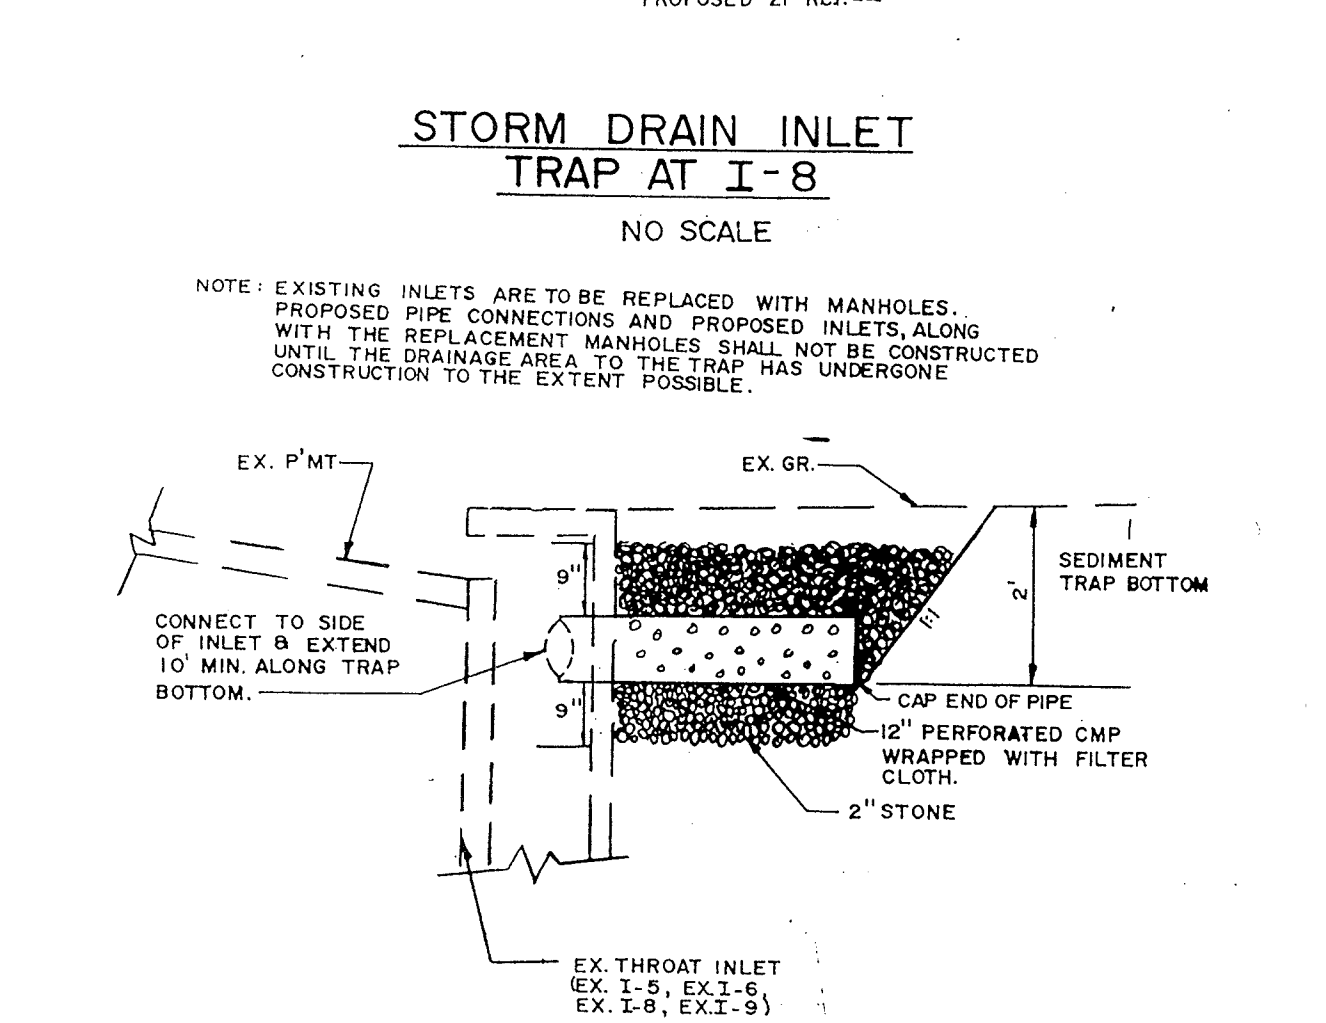 STORM DRAIN INLET
TRAP AT I-8
NO SCALE
NOTE: EXISTING INLETS ARE TO BE REPLACED WITH MANHOLES.
PROPOSED PIPE CONNECTIONS AND PROPOSED INLETS, ALONG
WITH THE REPLACEMENT MANHOLES SHALL NOT BE CONSTRUCTED
UNTIL THE DRAINAGE AREA TO THE TRAP HAS UNDERGONE
CONSTRUCTION TO THE EXTENT POSSIBLE.
EX. P'MT
EX. GR.
9"
2'
SEDIMENT
TRAP BOTTOM
1:1
CONNECT TO SIDE
OF INLET & EXTEND
10' MIN. ALONG TRAP
BOTTOM.
9"
CAP END OF PIPE
12" PERFORATED CMP
WRAPPED WITH FILTER
CLOTH.
2" STONE
EX. THROAT INLET
(EX. I-5, EX.I-6,
EX. I-8, EX.I-9)